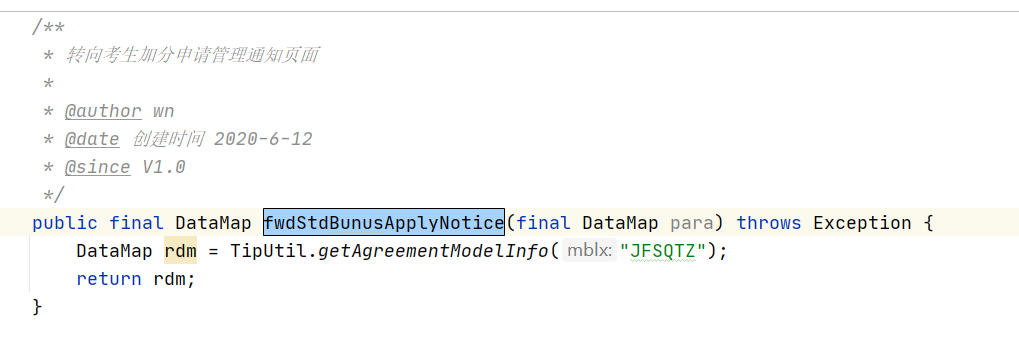 /**
* 转向考生加分申请管理通知页面
*
* @author wn
* @date 创建时间 2020-6-12
* @since V1.0
*/
public final DataMap fwdStdBunusApplyNotice(final DataMap para) throws Exception {
DataMap rdm = TipUtil.getAgreementModelInfo( mblx: "JFSQTZ");
return rdm;
}